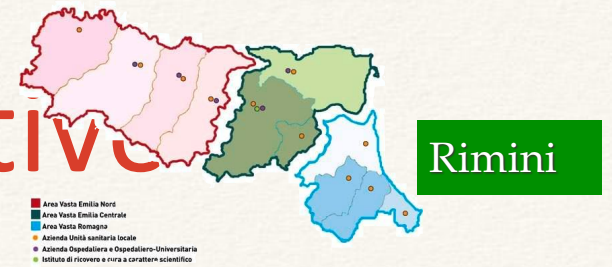 tive
Rimini
Area Vasta Emilia Nord
Area Vasta Emilia Centrale
Area Vasta Romagna
Azienda Unità sanitaria locale
Azienda Ospedaliera e Ospedaliero-Universitaria
Istituto di ricovero e cura a carattere scientifico